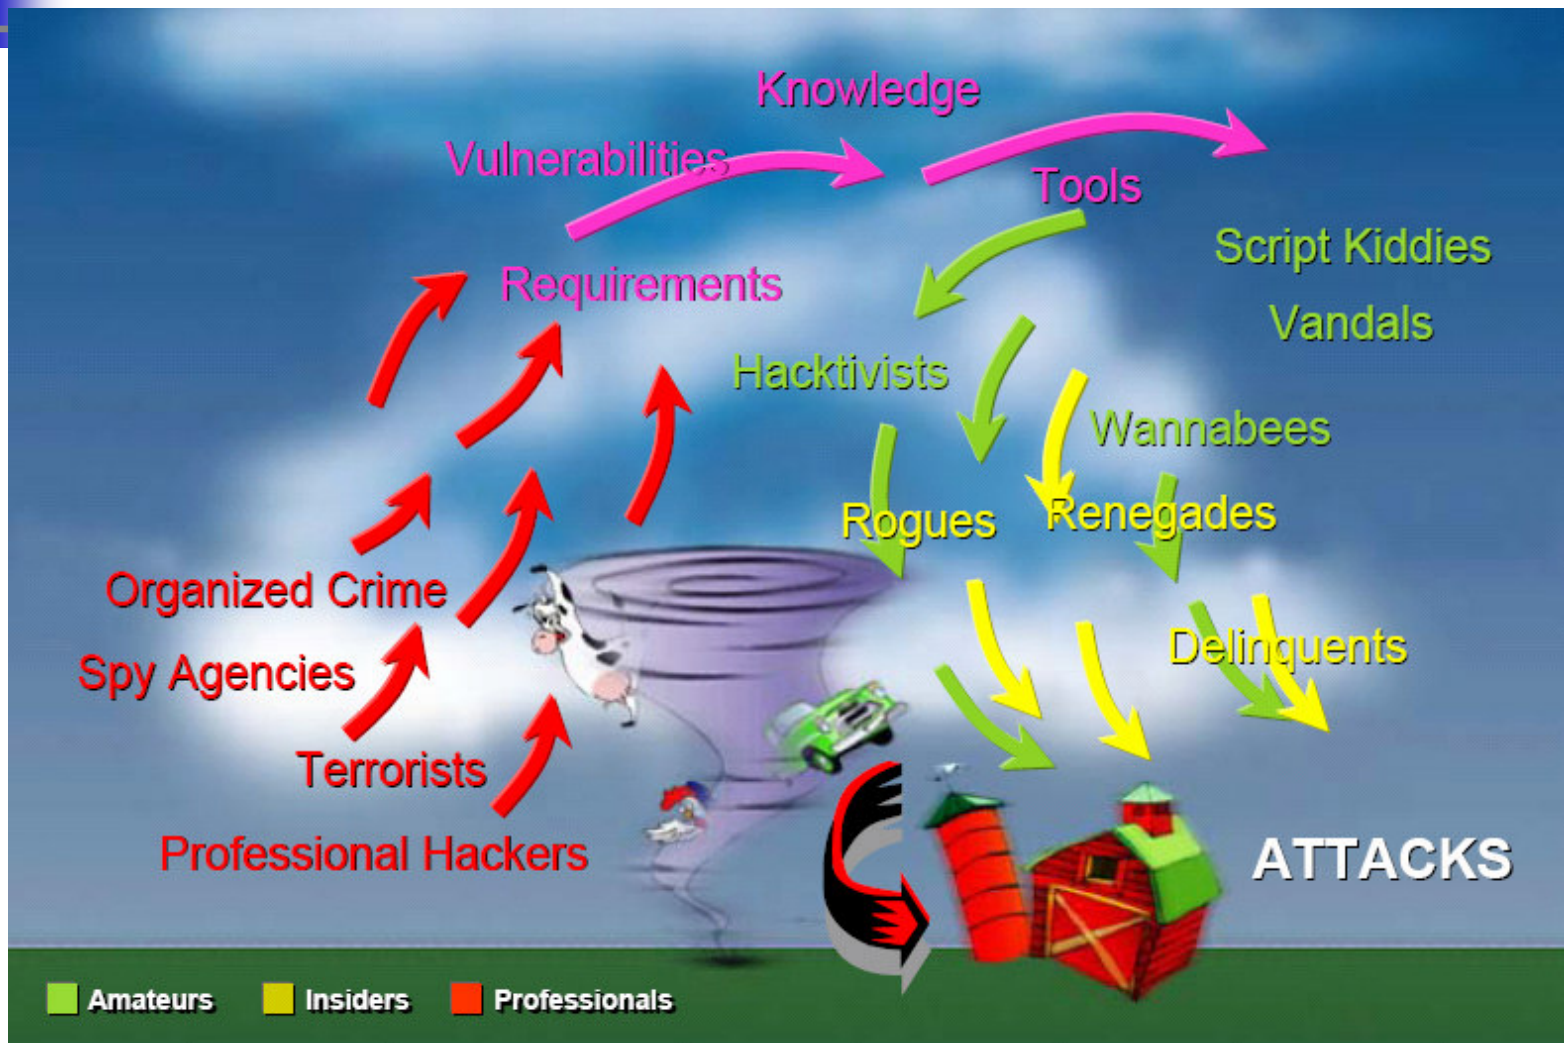 Knowledge
Vulnerabilities
Tools
Script Kiddies
Requirements
Vandals
Hacktivists
Wannabees
Rogues
Renegades
Organized Crime
Delinquents
Spy Agencies
Terrorists
Professional Hackers
ATTACKS
Amateurs
Insiders
Professionals